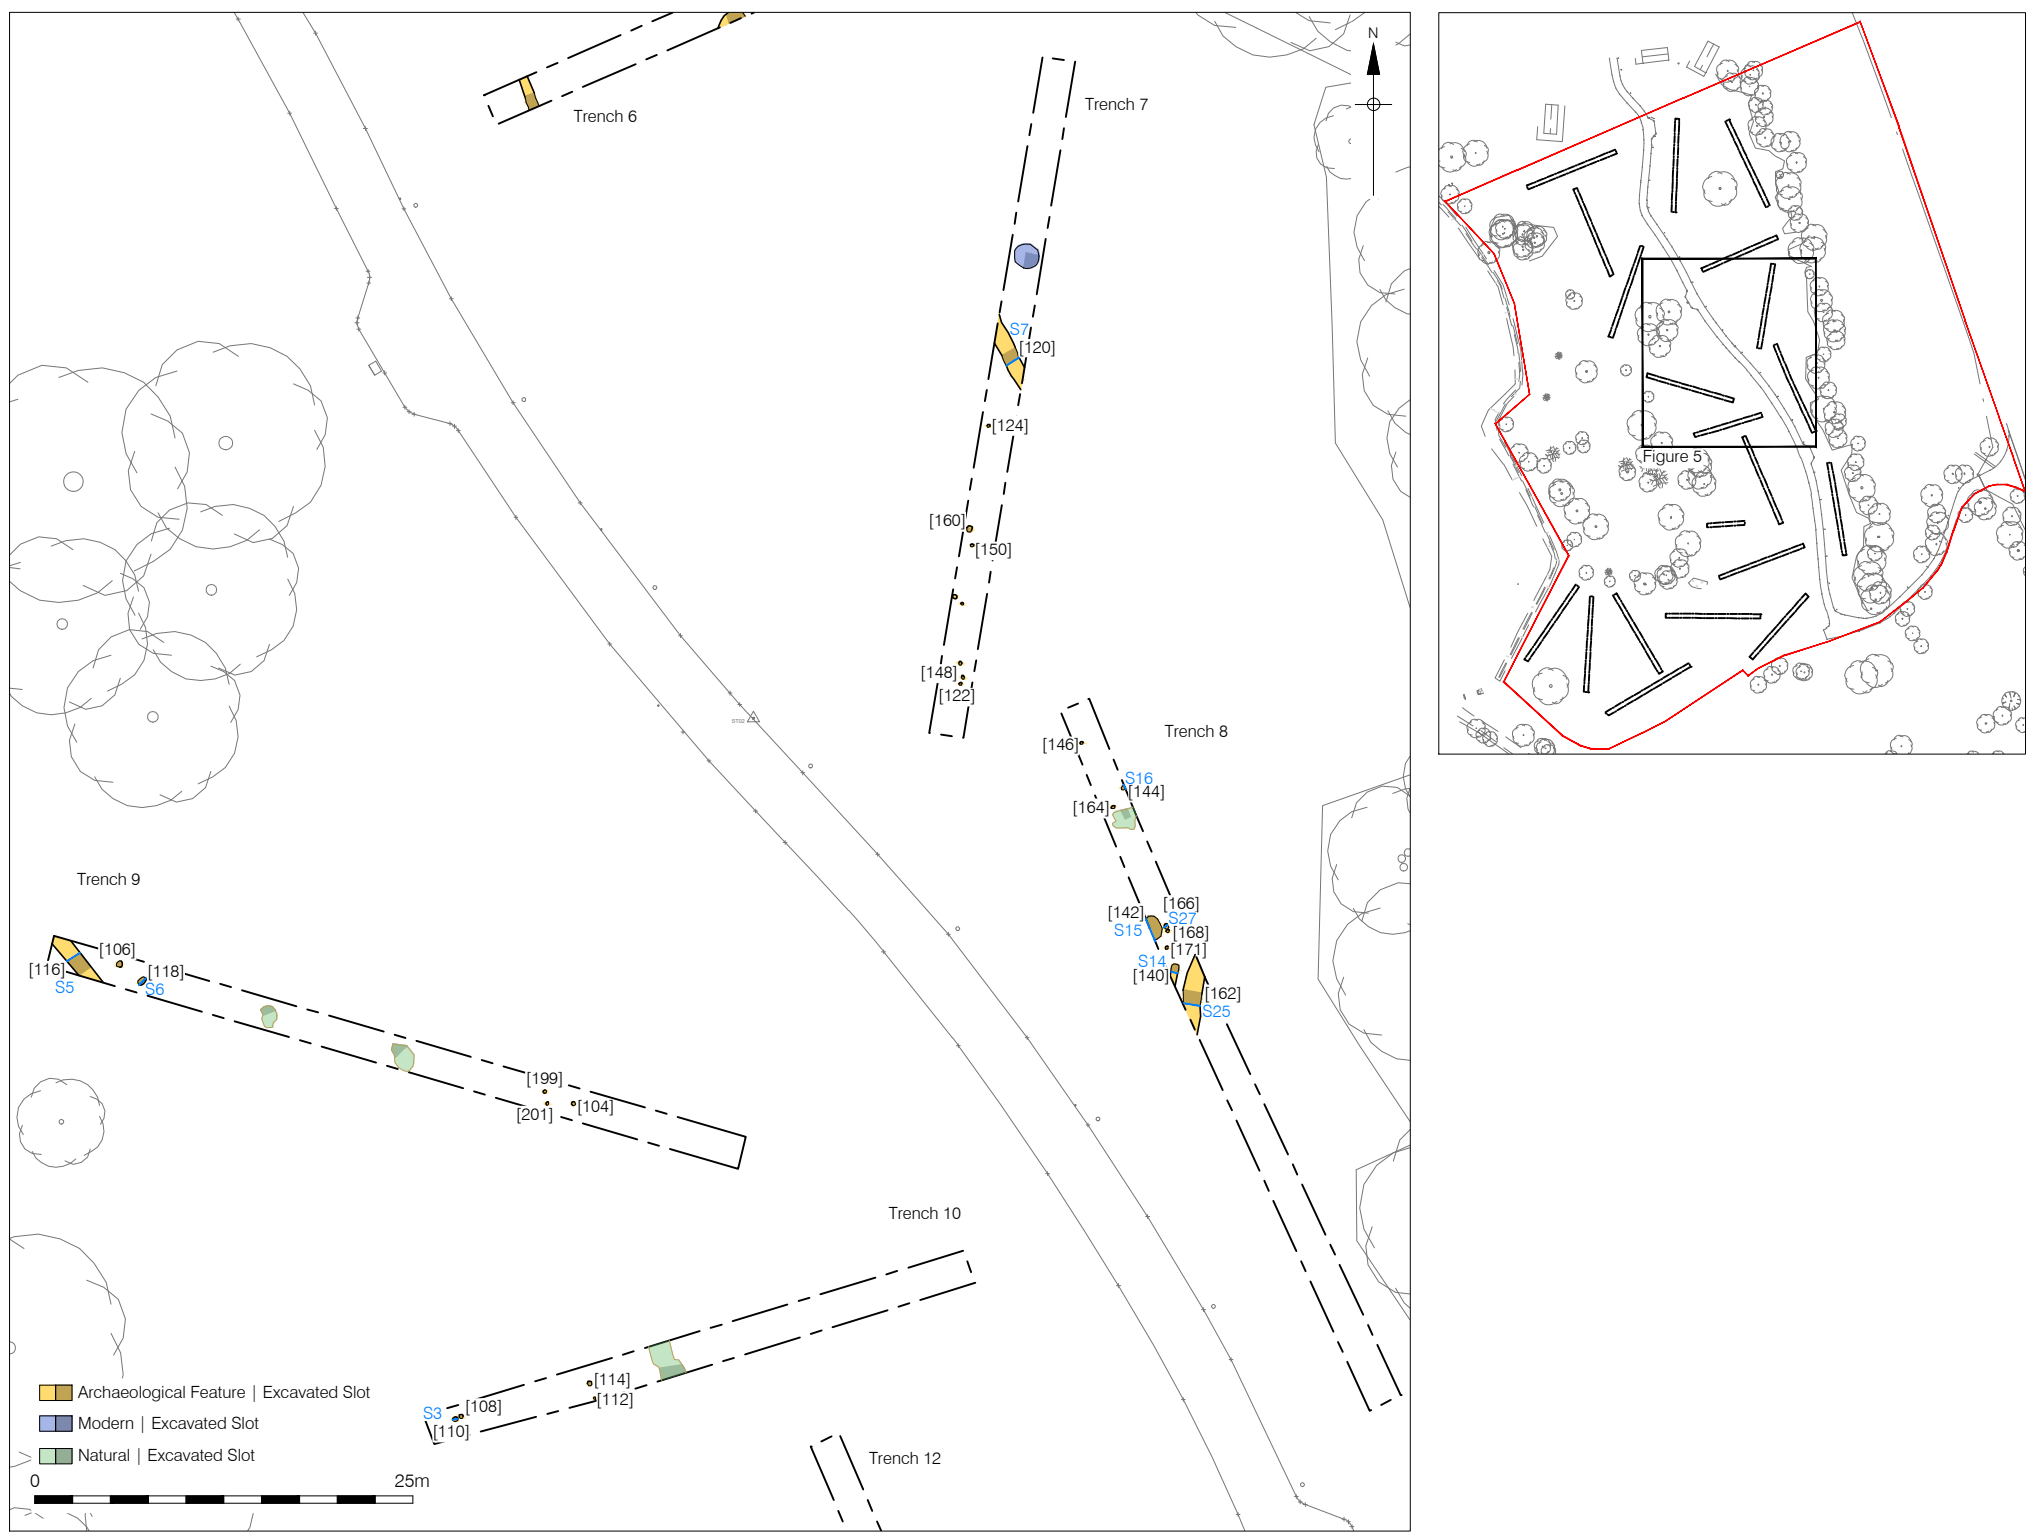 N
Trench 6
Trench 7
S7
[120]
[124]
[160]
[150]
[148]
[122]
Trench 8
[146]
S16
[144]
[164]
[166]
[142]
S27
S15
[168]
[171]
S14
[140]
[162]
S25
ST02
Trench 9
[106]
[116]
[118]
S5
S6
[199]
[201]
[104]
Trench 10
[114]
[112]
S3
[108]
[110]
Trench 12
Archaeological Feature | Excavated Slot
Modern | Excavated Slot
Natural | Excavated Slot
0 25m
Figure 5